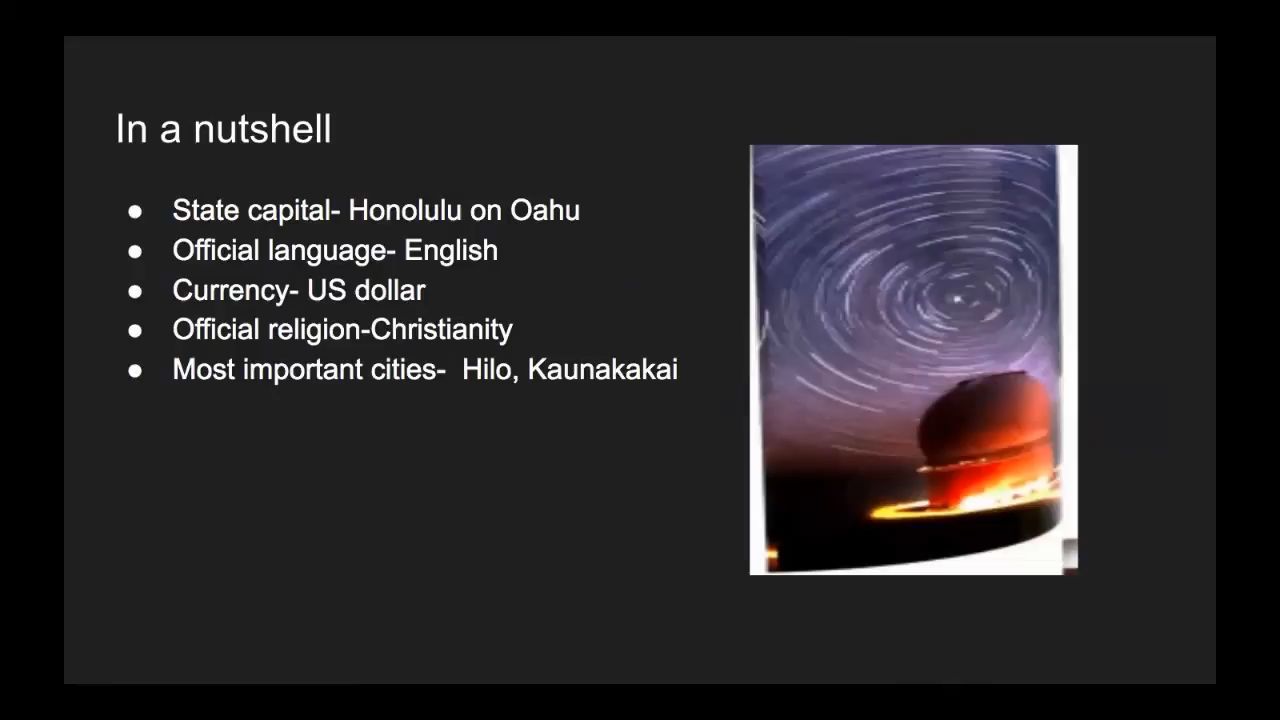 In a nutshell
● State capital- Honolulu on Oahu
● Official language- English
● Currency- US dollar
● Official religion-Christianity
● Most important cities-  Hilo, Kaunakakai